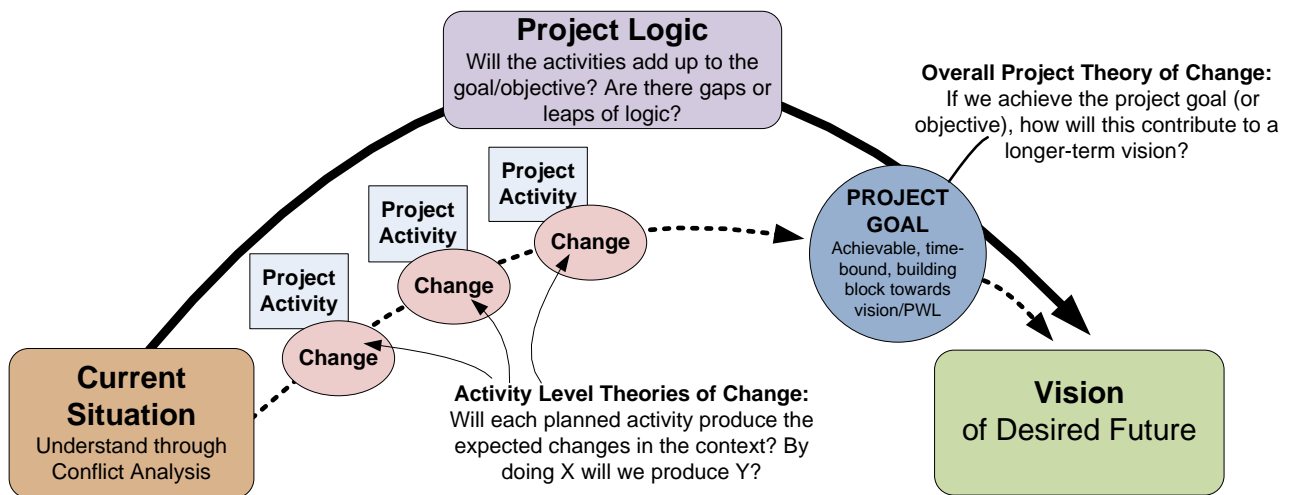 Project Logic
Will the activities add up to the
goal/objective? Are there gaps or
leaps of logic?
Overall Project Theory of Change:
If we achieve the project goal (or
objective), how will this contribute to a
longer-term vision?
Project
Activity
Change
Project
Activity
Change
Project
Activity
Change
PROJECT
GOAL
Achievable, time-
bound, building
block towards
vision/PWL
Current
Situation
Understand through
Conflict Analysis
Activity Level Theories of Change:
Will each planned activity produce the
expected changes in the context? By
doing X will we produce Y?
Vision
of Desired Future